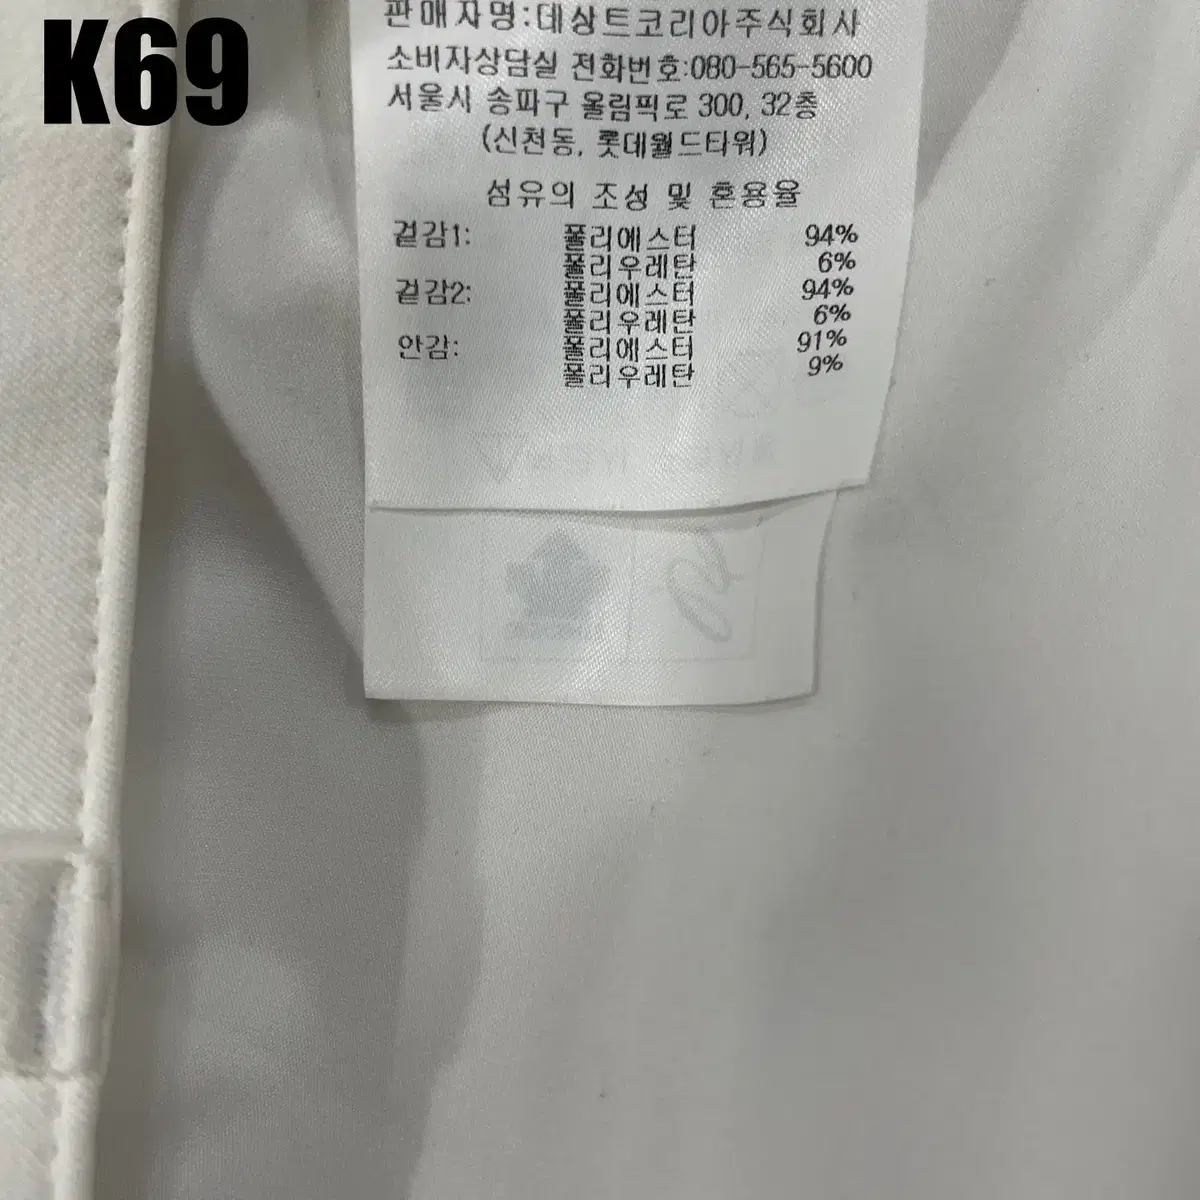 K69
판매자명:데상트코리아주식회사
소비자상담실 전화번호:080-565-5600
서울시 송파구 올림픽로 300, 32층
(신천동, 롯데월드타워)
섬유의 조성 및 혼용율
겉감1: 폴리에스터 94%
폴리우레탄 6%
겉감2: 폴리에스터 94%
폴리우레탄 6%
안감: 폴리에스터 91%
폴리우레탄 9%